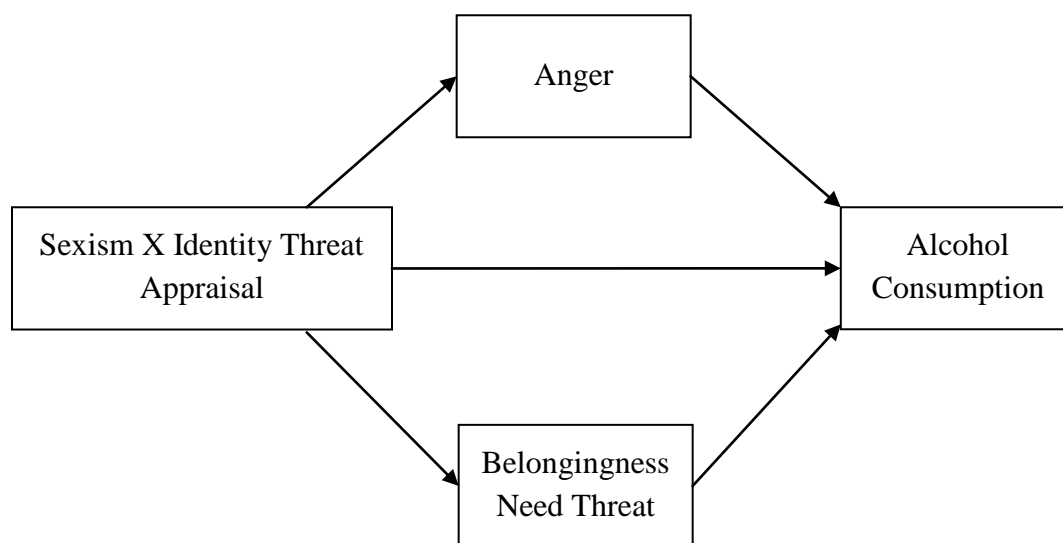 Anger
Sexism X Identity Threat
Appraisal
Alcohol
Consumption
Belongingness
Need Threat